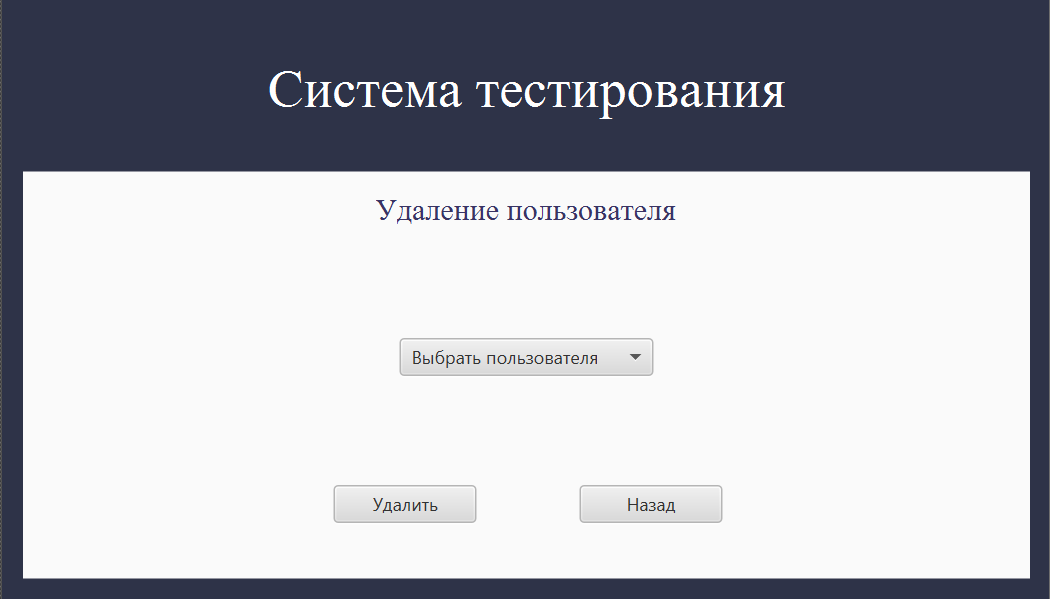 Система тестирования
Удаление пользователя
Выбрать пользователя
Удалить
Назад